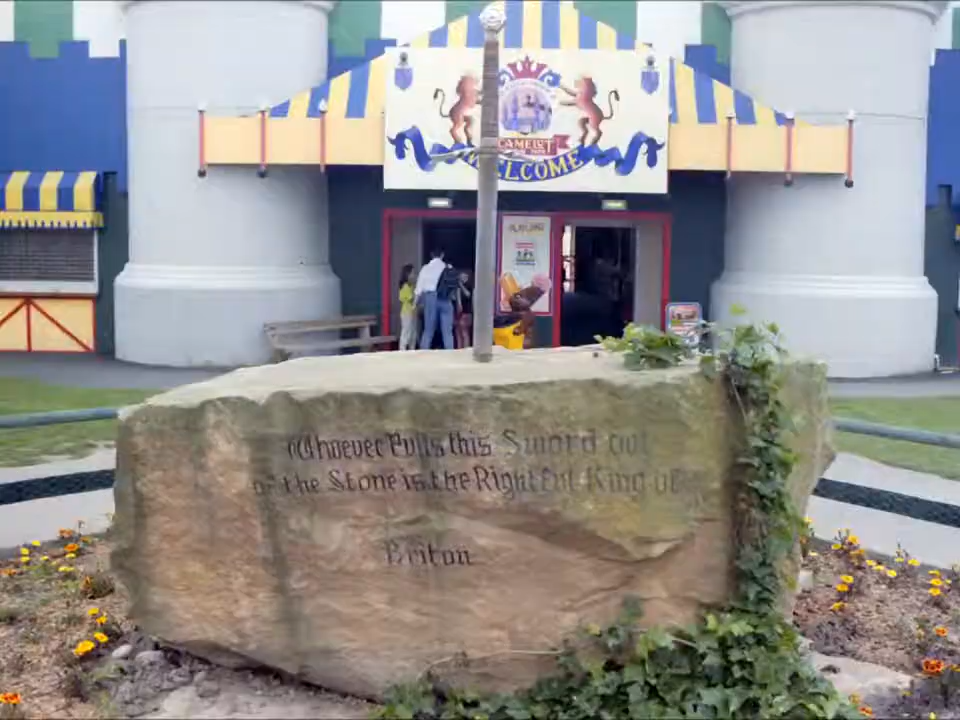 CAMELOT
WELCOME
Whoever Pulls this Sword out
of the Stone is the Rightful King of
Briton